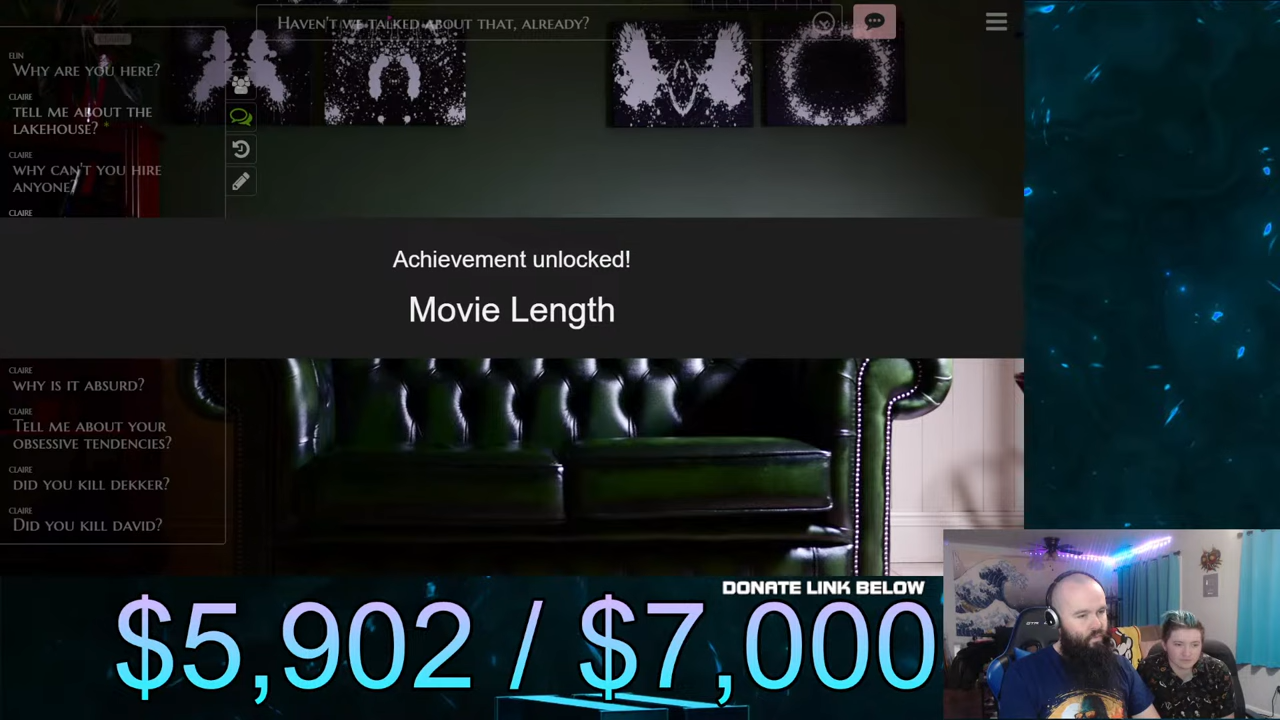 Haven't we talked about that, already?
ELIN
Why are you here?
CLAIRE
tell me about the
lakehouse? *
CLAIRE
why can't you hire
anyone?
CLAIRE
Achievement unlocked!
Movie Length
CLAIRE
why is it absurd?
CLAIRE
Tell me about your
obsessive tendencies?
CLAIRE
did you kill dekker?
CLAIRE
Did you kill david?
DONATE LINK BELOW
$5,902 / $7,000